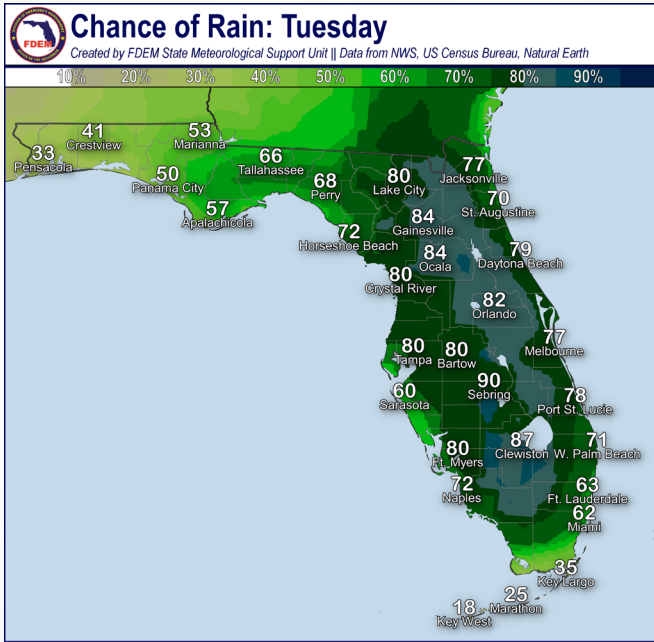 Chance of Rain: Tuesday
Created by FDEM State Meteorological Support Unit || Data from NWS, US Census Bureau, Natural Earth
FDEM
10% 20% 30% 40% 50% 60% 70% 80% 90%
41
Crestview
53
Marianna
33
Pensacola
50
Panama City
66
Tallahassee
57
Apalachicola
68
Perry
80
Lake City
77
Jacksonville
70
St. Augustine
84
Gainesville
72
Horseshoe Beach
84
Ocala
79
Daytona Beach
80
Crystal River
82
Orlando
80
Tampa
80
Bartow
77
Melbourne
60
Sarasota
90
Sebring
78
Port St. Lucie
80
Ft. Myers
87
Clewiston
71
W. Palm Beach
72
Naples
63
Ft. Lauderdale
62
Miami
35
Key Largo
25
Marathon
18
Key West